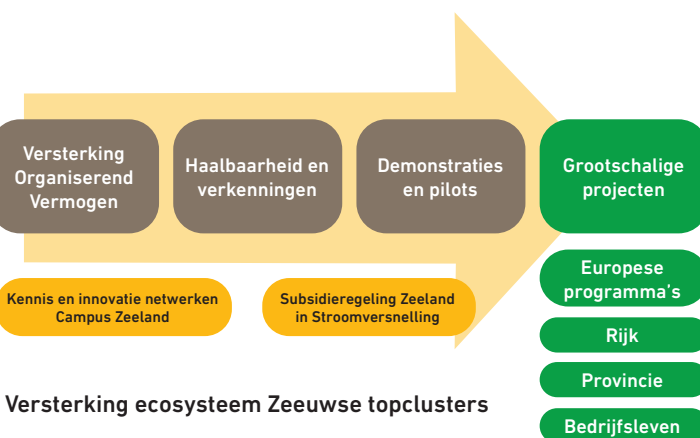 Versterking
Organiserend
Vermogen
Haalbaarheid en
verkenningen
Demonstraties
en pilots
Grootschalige
projecten
Kennis en innovatie netwerken
Campus Zeeland
Subsidieregeling Zeeland
in Stroomversnelling
Europese
programma's
Rijk
Provincie
Bedrijfsleven
Versterking ecosysteem Zeeuwse topclusters